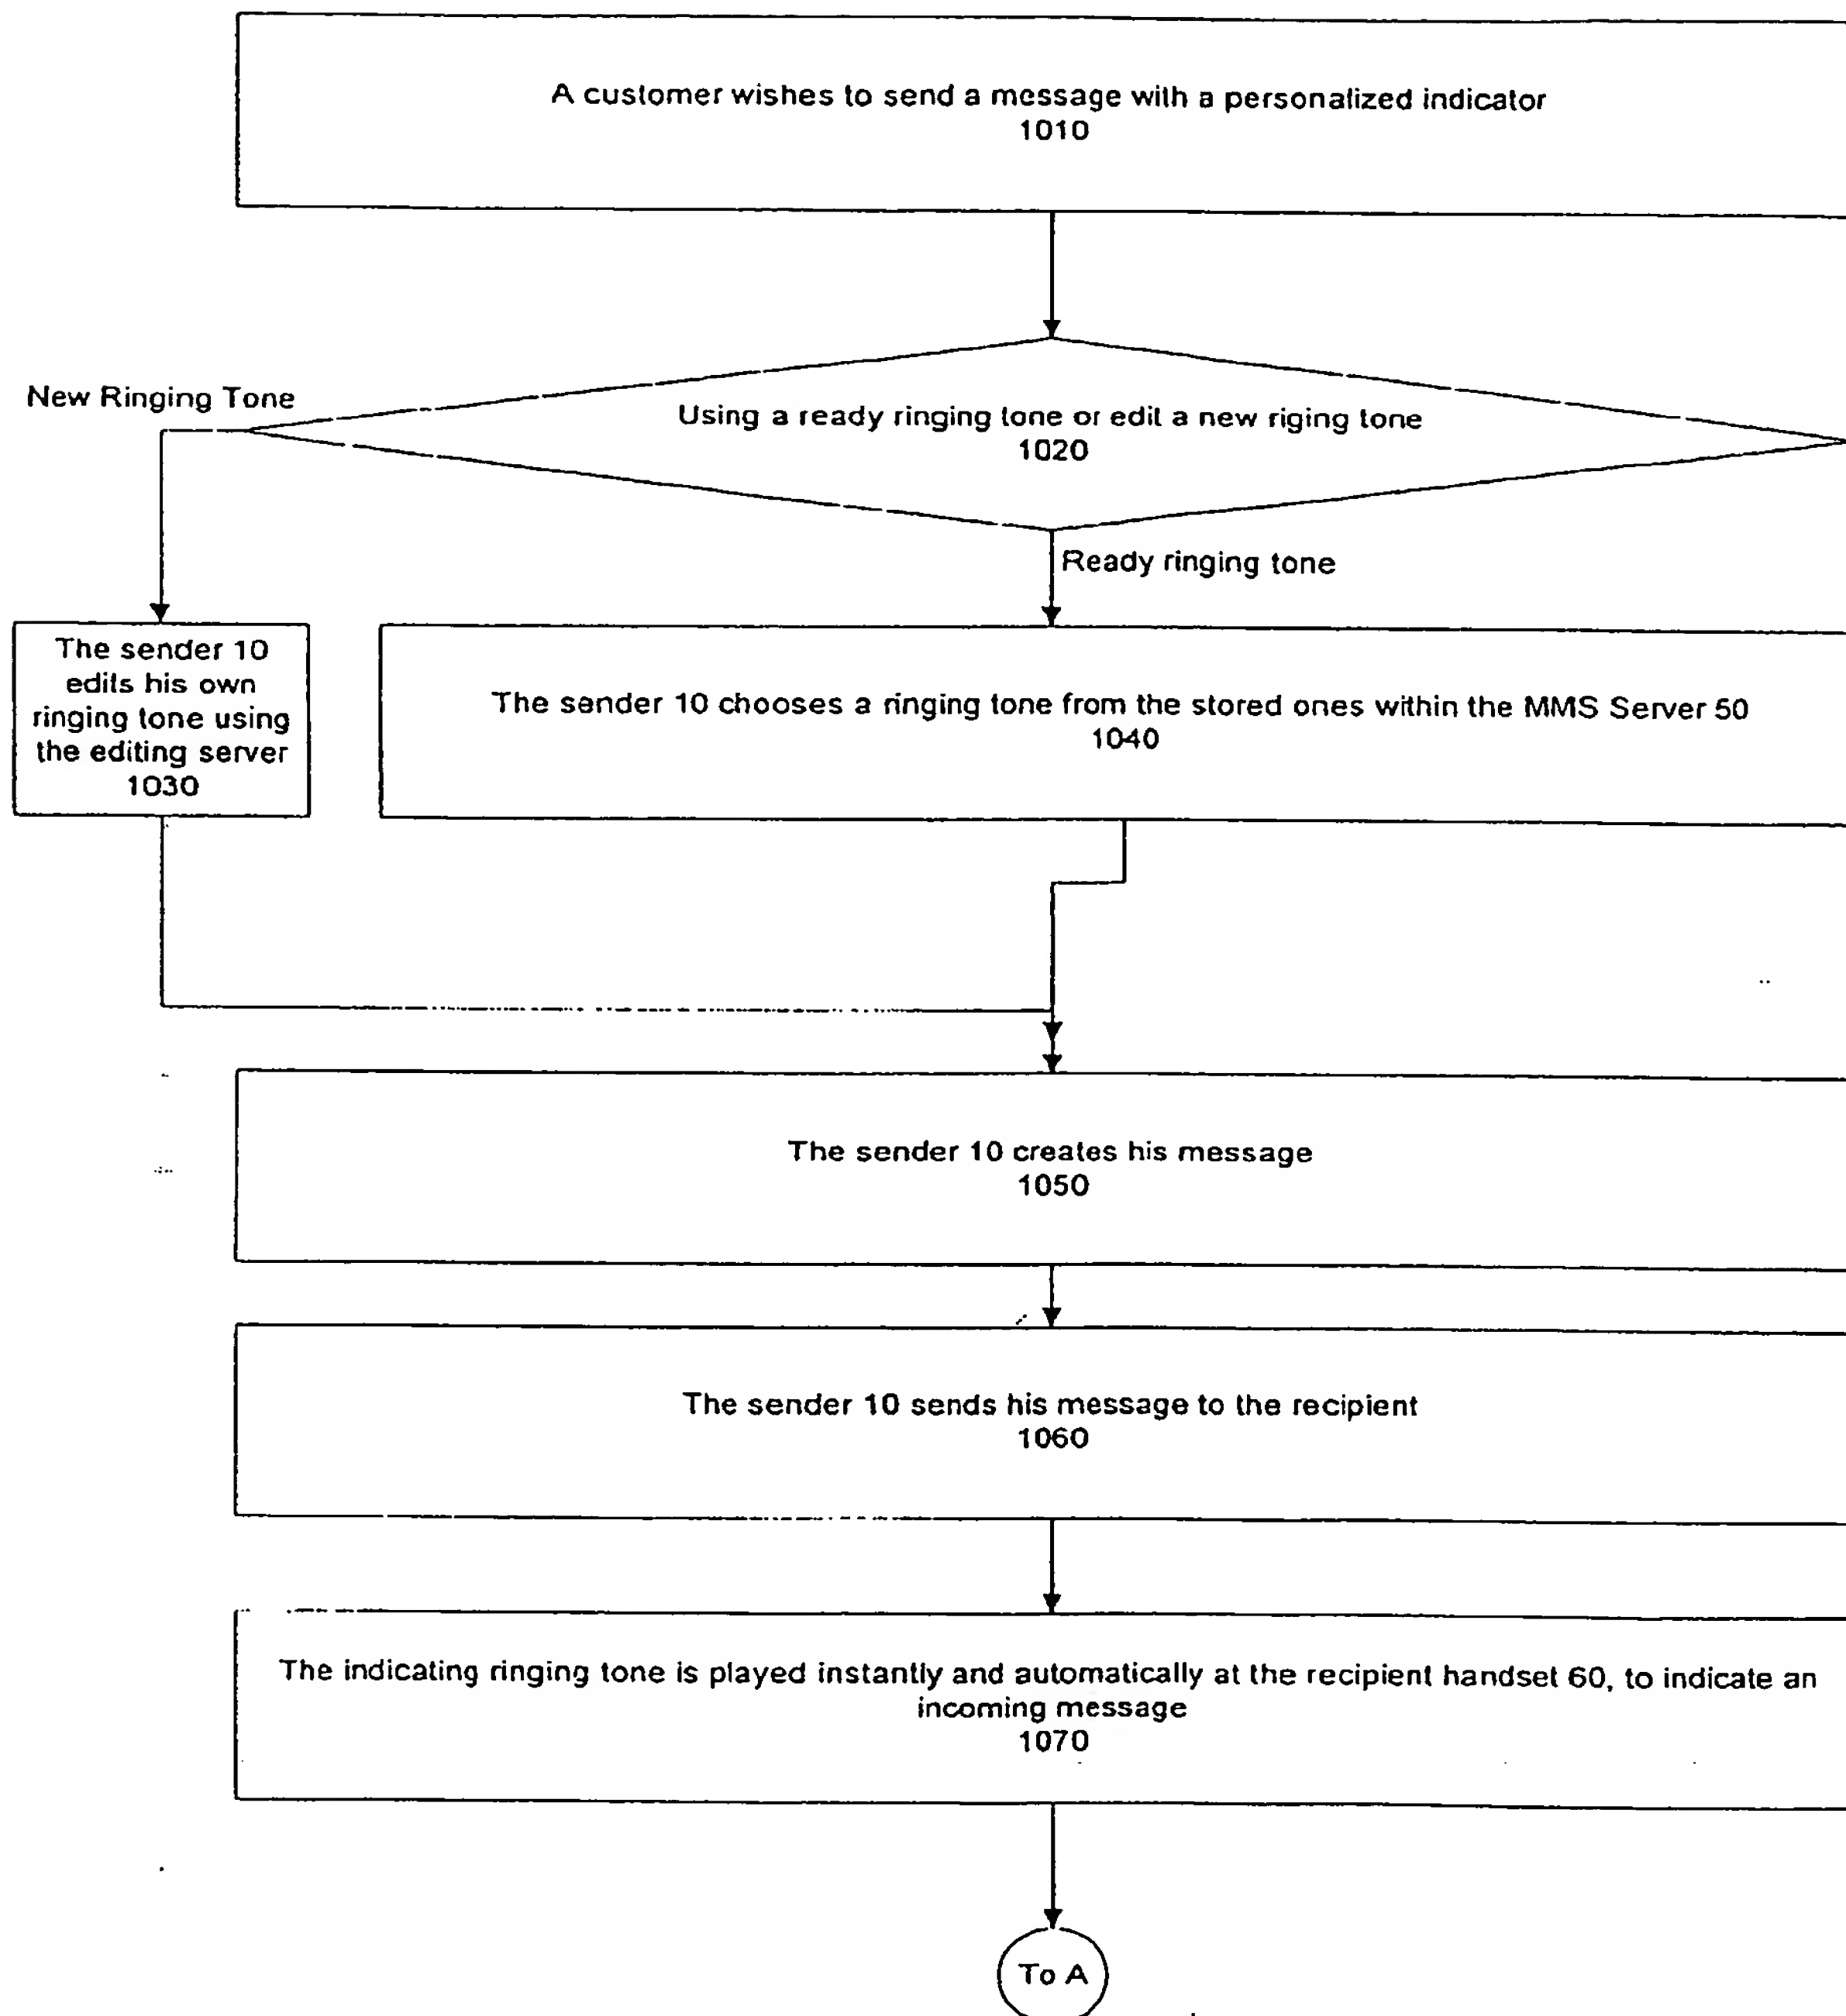 A customer wishes to send a message with a personalized indicator
1010
New Ringing Tone
Using a ready ringing tone or edit a new riging tone
1020
Ready ringing tone
The sender 10
edits his own
ringing tone using
the editing server
1030
The sender 10 chooses a ringing tone from the stored ones within the MMS Server 50
1040
The sender 10 creates his message
1050
The sender 10 sends his message to the recipient
1060
The indicating ringing tone is played instantly and automatically at the recipient handset 60, to indicate an
incoming message
1070
To A